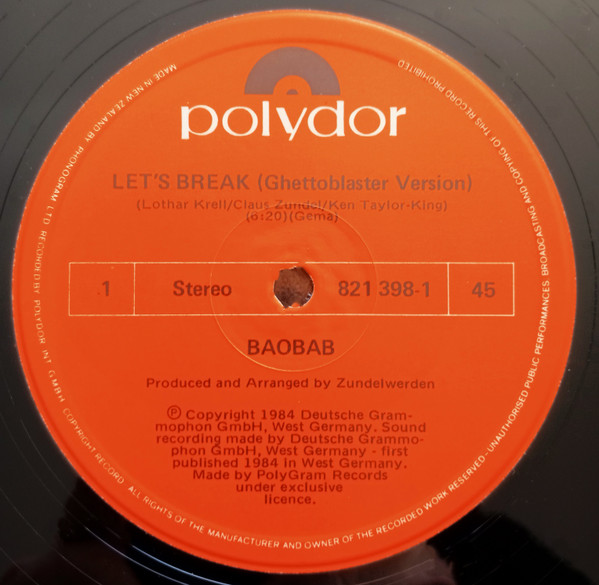 polydor
LET'S BREAK (Ghettoblaster Version)
(Lothar Krell/Claus Zundel/Ken Taylor-King)
(6:20)(Gema)
1 Stereo 821 398-1 45
BAOBAB
Produced and Arranged by Zundelwerden
Ⓟ Copyright 1984 Deutsche Gram-
mophon GmbH, West Germany. Sound
recording made by Deutsche Grammo-
phon GmbH, West Germany - first
published 1984 in West Germany.
Made by PolyGram Records
under exclusive
licence.
MADE IN NEW ZEALAND BY PHONOGRAM LTD. RECORDED BY POLYDOR INT. GMBH. COPYRIGHT RECORD. ALL RIGHTS OF THE MANUFACTURER AND OWNER OF THE RECORDED WORK RESERVED - UNAUTHORISED PUBLIC PERFORMANCES BROADCASTING AND COPYING OF THIS RECORD PROHIBITED